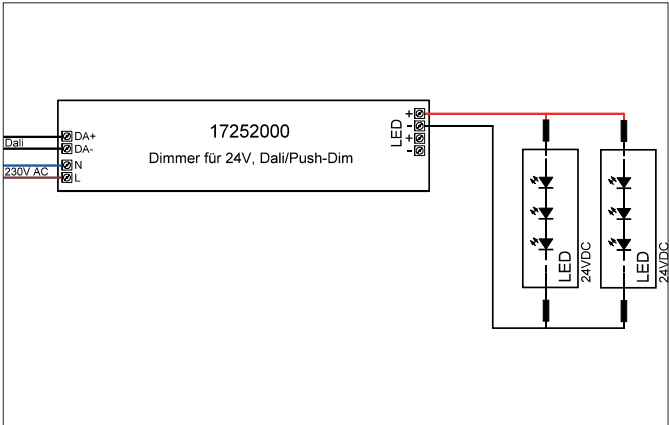 DA+
Dali
DA-
N
230V AC
L
17252000
Dimmer für 24V, Dali/Push-Dim
LED
+
-
+
-
LED
24VDC
LED
24VDC